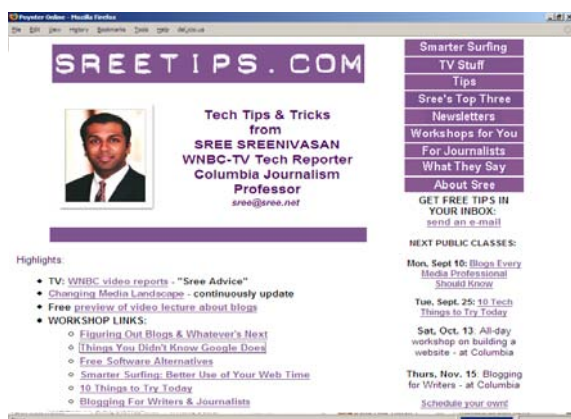 Poynter Online - Mozilla Firefox
File Edit View History Bookmarks Tools Help del.icio.us
SREETIPS.COM
Tech Tips & Tricks
from
SREE SREENIVASAN
WNBC-TV Tech Reporter
Columbia Journalism
Professor
sree@sree.net
Highlights:
TV: WNBC video reports - "Sree Advice"
Changing Media Landscape - continuously update
Free preview of video lecture about blogs
WORKSHOP LINKS:
Figuring Out Blogs & Whatever's Next
Things You Didn't Know Google Does
Free Software Alternatives
Smarter Surfing: Better Use of Your Web Time
10 Things to Try Today
Blogging For Writers & Journalists
Smarter Surfing
TV Stuff
Tips
Sree's Top Three
Newsletters
Workshops for You
For Journalists
What They Say
About Sree
GET FREE TIPS IN
YOUR INBOX:
send an e-mail
NEXT PUBLIC CLASSES:
Mon, Sept 10: Blogs Every
Media Professional
Should Know
Tue, Sept. 25: 10 Tech
Things to Try Today
Sat, Oct. 13: All-day
workshop on building a
website - at Columbia
Thurs, Nov. 15: Blogging
for Writers - at Columbia
Schedule your own!